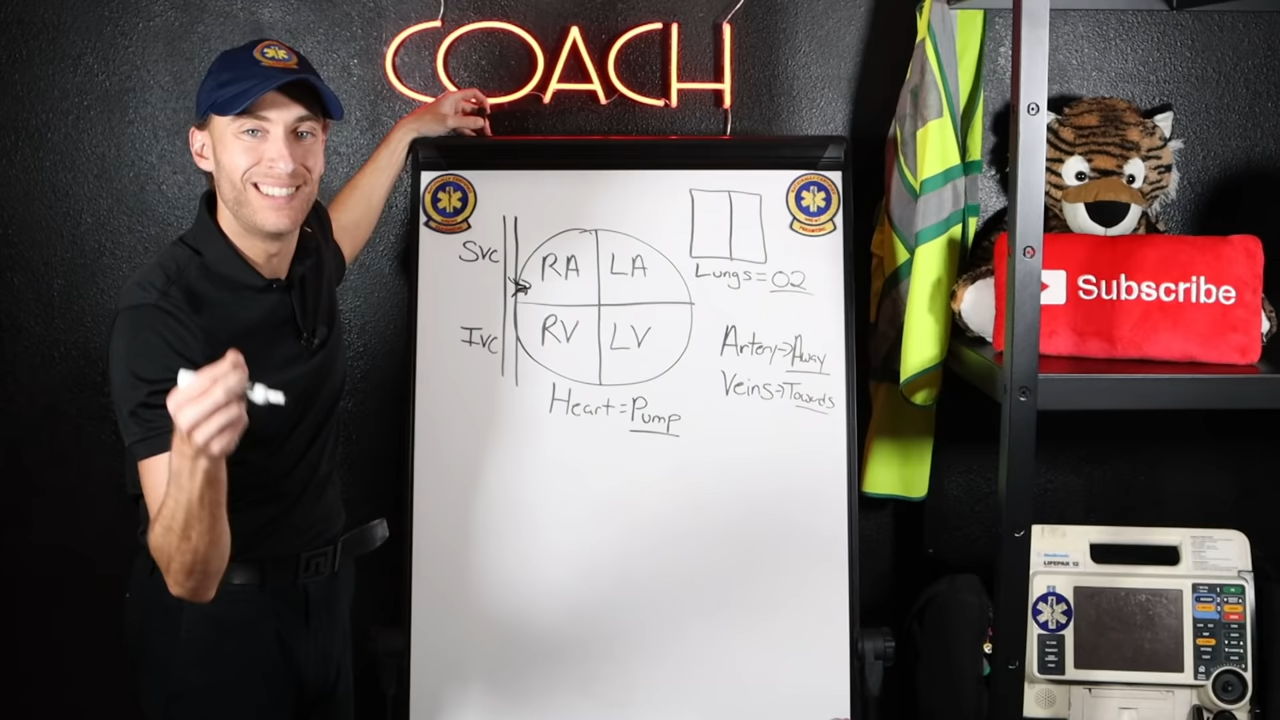 COACH
SVC
IVC
RA
LA
RV
LV
Heart=Pump
Lungs=O2
Artery→Away
Veins→Towards
Subscribe
LIFEPAK 12